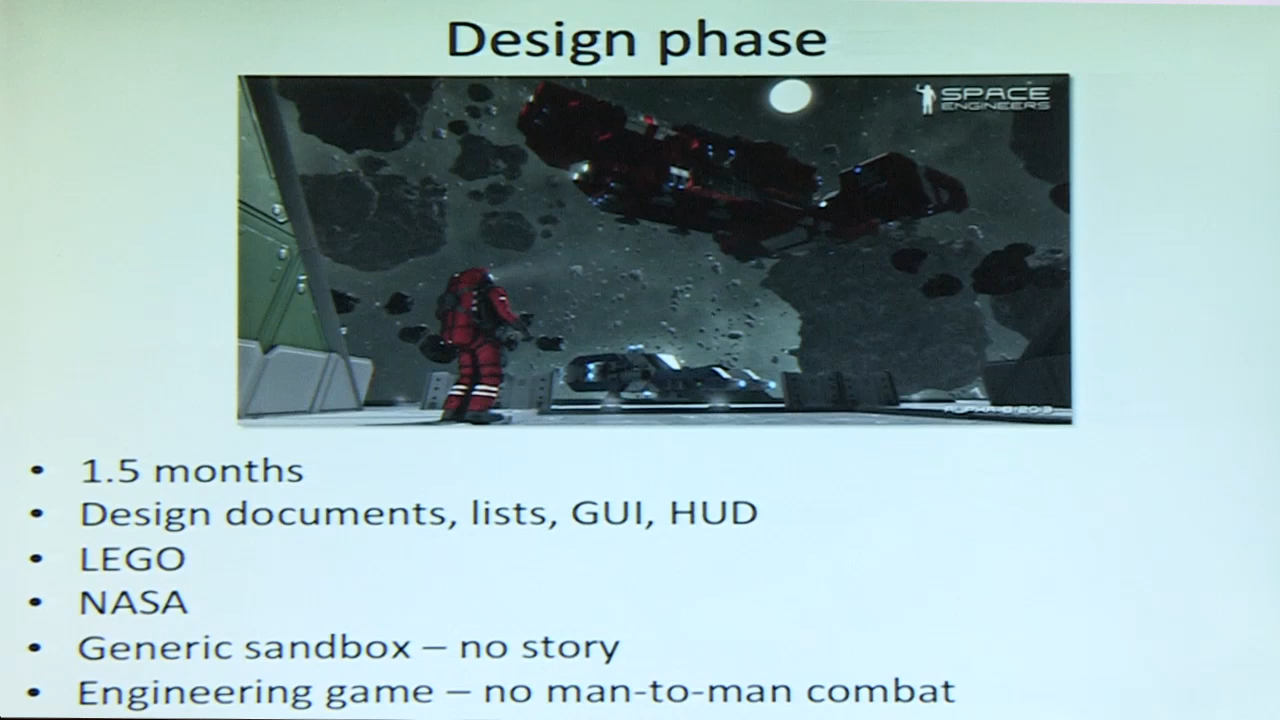 Design phase
SPACE
ENGINEERS
• 1.5 months
• Design documents, lists, GUI, HUD
• LEGO
• NASA
• Generic sandbox – no story
• Engineering game – no man-to-man combat